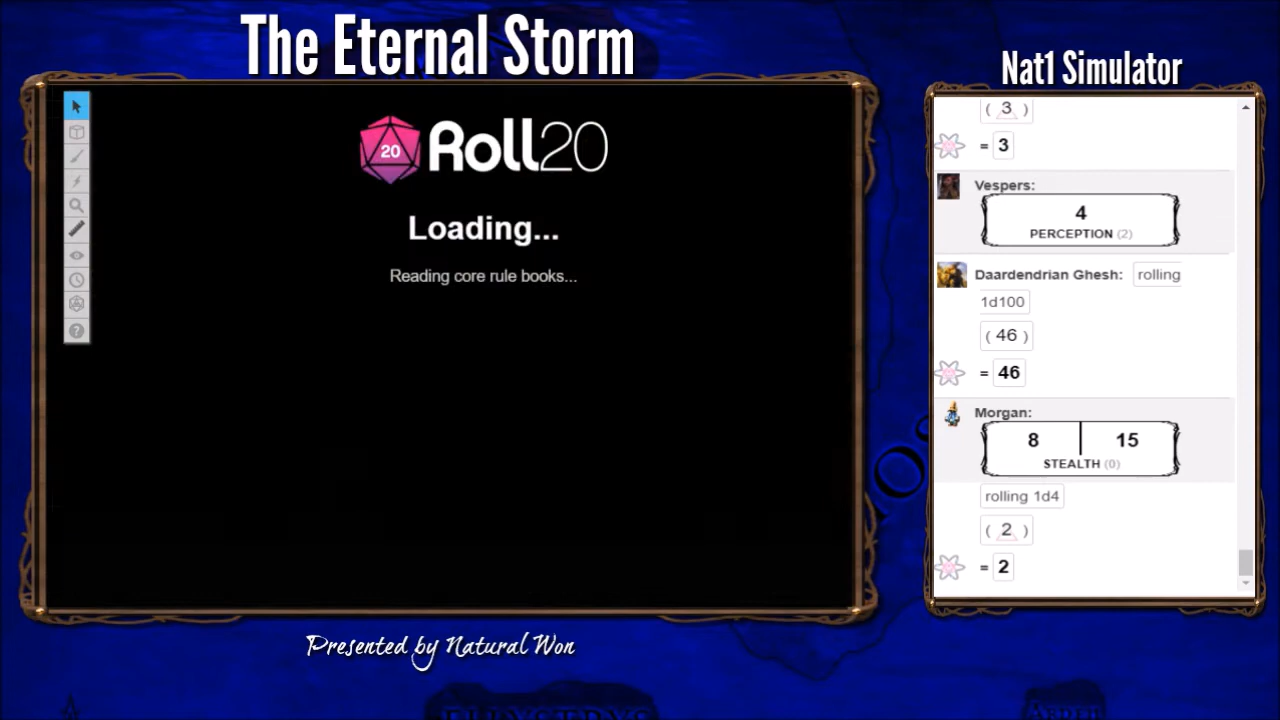 The Eternal Storm
Nat1 Simulator
20
Roll20
Loading...
Reading core rule books...
( 3 )
= 3
Vespers:
4
PERCEPTION (2)
Daardendrian Ghesh: rolling
1d100
( 46 )
= 46
Morgan:
8 15
STEALTH (0)
rolling 1d4
( 2 )
= 2
?
Presented by Natural Won